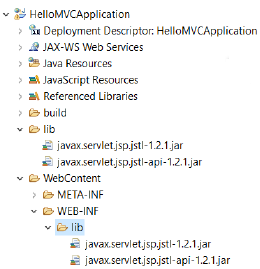 HelloMVCApplication
Deployment Descriptor: HelloMVCApplication
JAX-WS Web Services
Java Resources
JavaScript Resources
Referenced Libraries
build
lib
javax.servlet.jsp.jstl-1.2.1.jar
javax.servlet.jsp.jstl-api-1.2.1.jar
WebContent
META-INF
WEB-INF
lib
javax.servlet.jsp.jstl-1.2.1.jar
javax.servlet.jsp.jstl-api-1.2.1.jar